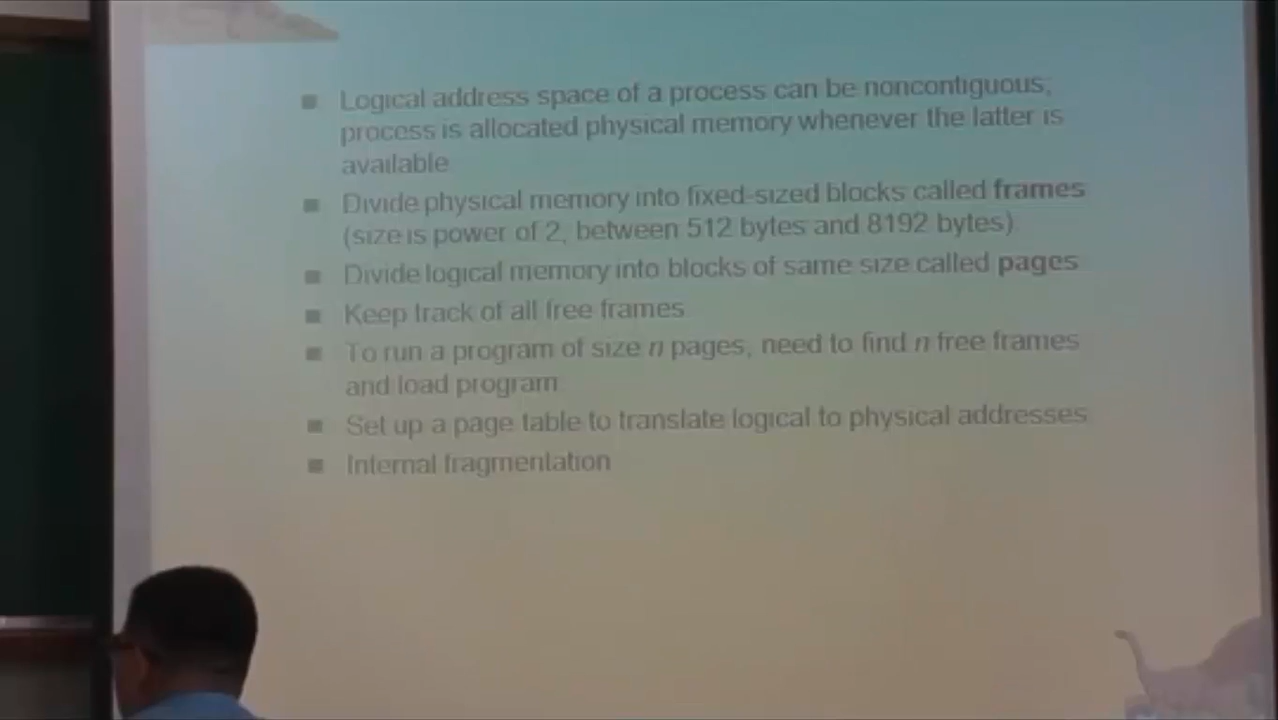 Logical address space of a process can be noncontiguous;
process is allocated physical memory whenever the latter is
available
Divide physical memory into fixed-sized blocks called frames
(size is power of 2, between 512 bytes and 8192 bytes)
Divide logical memory into blocks of same size called pages
Keep track of all free frames
To run a program of size n pages, need to find n free frames
and load program
Set up a page table to translate logical to physical addresses
Internal fragmentation